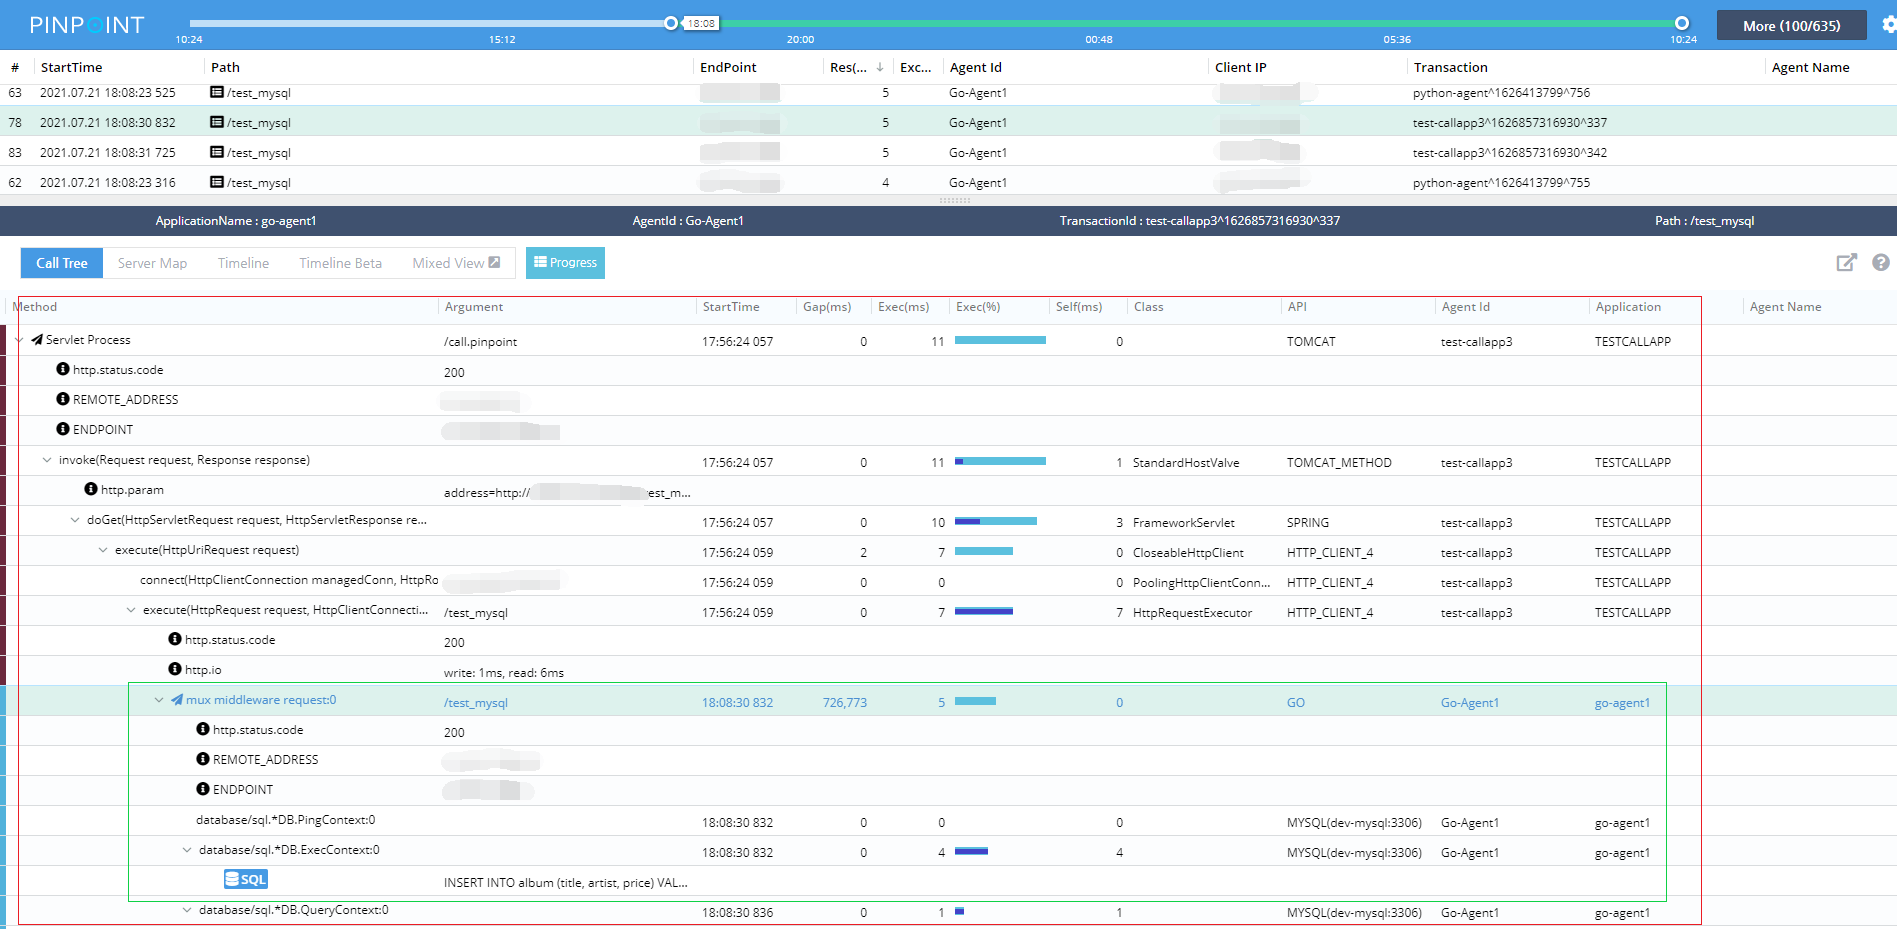 PINPOINT
18:08
More (100/635)
10:24 15:12 20:00 00:48 05:36 10:24
# StartTime Path EndPoint Res(... Exc... Agent Id Client IP Transaction Agent Name
63 2021.07.21 18:08:23 525 /test_mysql 5 Go-Agent1 python-agent^1626413799^756
78 2021.07.21 18:08:30 832 /test_mysql 5 Go-Agent1 test-callapp3^1626857316930^337
83 2021.07.21 18:08:31 725 /test_mysql 5 Go-Agent1 test-callapp3^1626857316930^342
62 2021.07.21 18:08:23 316 /test_mysql 4 Go-Agent1 python-agent^1626413799^755
ApplicationName : go-agent1 AgentId : Go-Agent1 TransactionId : test-callapp3^1626857316930^337 Path : /test_mysql
Call Tree Server Map Timeline Timeline Beta Mixed View Progress
Method Argument StartTime Gap(ms) Exec(ms) Exec(%) Self(ms) Class API Agent Id Application Agent Name
Servlet Process /call.pinpoint 17:56:24 057 0 11 0 TOMCAT test-callapp3 TESTCALLAPP
http.status.code 200
REMOTE_ADDRESS
ENDPOINT
invoke(Request request, Response response) 17:56:24 057 0 11 1 StandardHostValve TOMCAT_METHOD test-callapp3 TESTCALLAPP
http.param address=http:// est_m...
doGet(HttpServletRequest request, HttpServletResponse re... 17:56:24 057 0 10 3 FrameworkServlet SPRING test-callapp3 TESTCALLAPP
execute(HttpUriRequest request) 17:56:24 059 2 7 0 CloseableHttpClient HTTP_CLIENT_4 test-callapp3 TESTCALLAPP
connect(HttpClientConnection managedConn, HttpRo 17:56:24 059 0 0 0 PoolingHttpClientConn... HTTP_CLIENT_4 test-callapp3 TESTCALLAPP
execute(HttpRequest request, HttpClientConnecti... /test_mysql 17:56:24 059 0 7 7 HttpRequestExecutor HTTP_CLIENT_4 test-callapp3 TESTCALLAPP
http.status.code 200
http.io write: 1ms, read: 6ms
mux middleware request:0 /test_mysql 18:08:30 832 726,773 5 0 GO Go-Agent1 go-agent1
http.status.code 200
REMOTE_ADDRESS
ENDPOINT
database/sql.*DB.PingContext:0 18:08:30 832 0 0 0 MYSQL(dev-mysql:3306) Go-Agent1 go-agent1
database/sql.*DB.ExecContext:0 18:08:30 832 0 4 4 MYSQL(dev-mysql:3306) Go-Agent1 go-agent1
SQL INSERT INTO album (title, artist, price) VAL...
database/sql.*DB.QueryContext:0 18:08:30 836 0 1 1 MYSQL(dev-mysql:3306) Go-Agent1 go-agent1